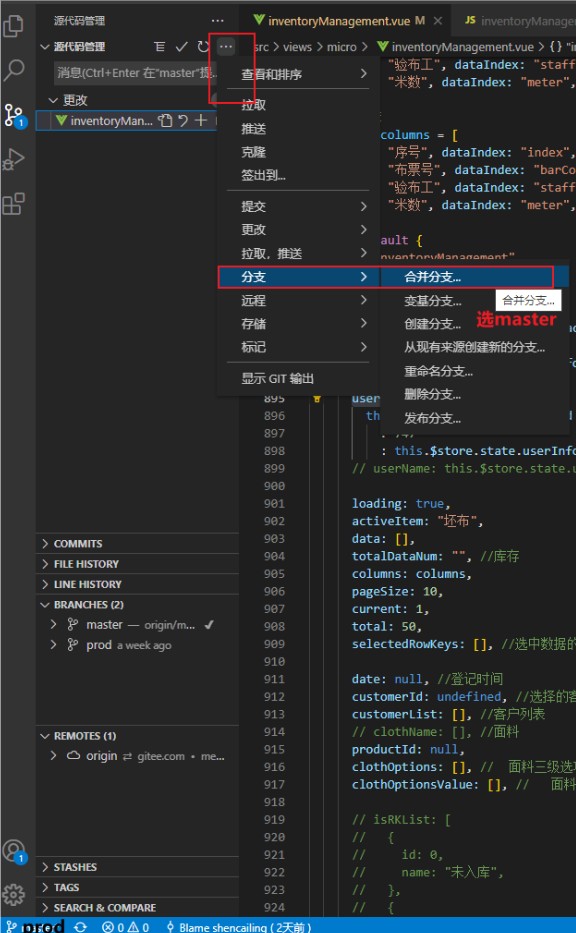 源代码管理
inventoryManagement.vue M
JS inventoryManagem
源代码管理
src > views > micro > inventoryManagement.vue > {} "in
消息(Ctrl+Enter 在"master"提...
更改
inventoryMan...
查看和排序
拉取
推送
克隆
签出到...
提交
更改
拉取，推送
分支
远程
存储
标记
显示 GIT 输出
合并分支...
变基分支...
创建分支...
从现有来源创建新的分支...
重命名分支...
删除分支...
发布分支...
合并分支...
选master
"验布工", dataIndex: "staff
"米数", dataIndex: "meter",
columns = [
"序号", dataIndex: "index",
"布票号", dataIndex: "barCo
"验布工", dataIndex: "staff
"米数", dataIndex: "meter",
ault {
nventoryManagement"
895 user
896 th
897
898 : this.$store.state.userInfo
899 // userName: this.$store.state.u
900
901 loading: true,
902 activeItem: "坯布",
903 data: [],
904 totalDataNum: "", //库存
905 columns: columns,
906 pageSize: 10,
907 current: 1,
908 total: 50,
909 selectedRowKeys: [], //选中数据的
910
911 date: null, //登记时间
912 customerId: undefined, //选择的客
913 customerList: [], //客户列表
914 // clothName: [], //面料
915 productId: null,
916 clothOptions: [], // 面料三级选项
917 clothOptionsValue: [], // 面料
918
919 // isRKList: [
920 // {
921 // id: 0,
922 // name: "未入库",
923 // },
924 // {
COMMITS
FILE HISTORY
LINE HISTORY
BRANCHES (2)
master — origin/m...
prod a week ago
REMOTES (1)
origin ⇄ gitee.com • me...
STASHES
TAGS
SEARCH & COMPARE
1
1
prod
0 0 Blame shencailing ( 2天前 )